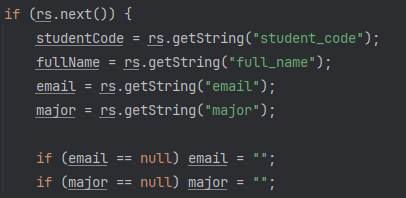 if (rs.next()) {
studentCode = rs.getString("student_code");
fullName = rs.getString("full_name");
email = rs.getString("email");
major = rs.getString("major");
if (email == null) email = "";
if (major == null) major = "";